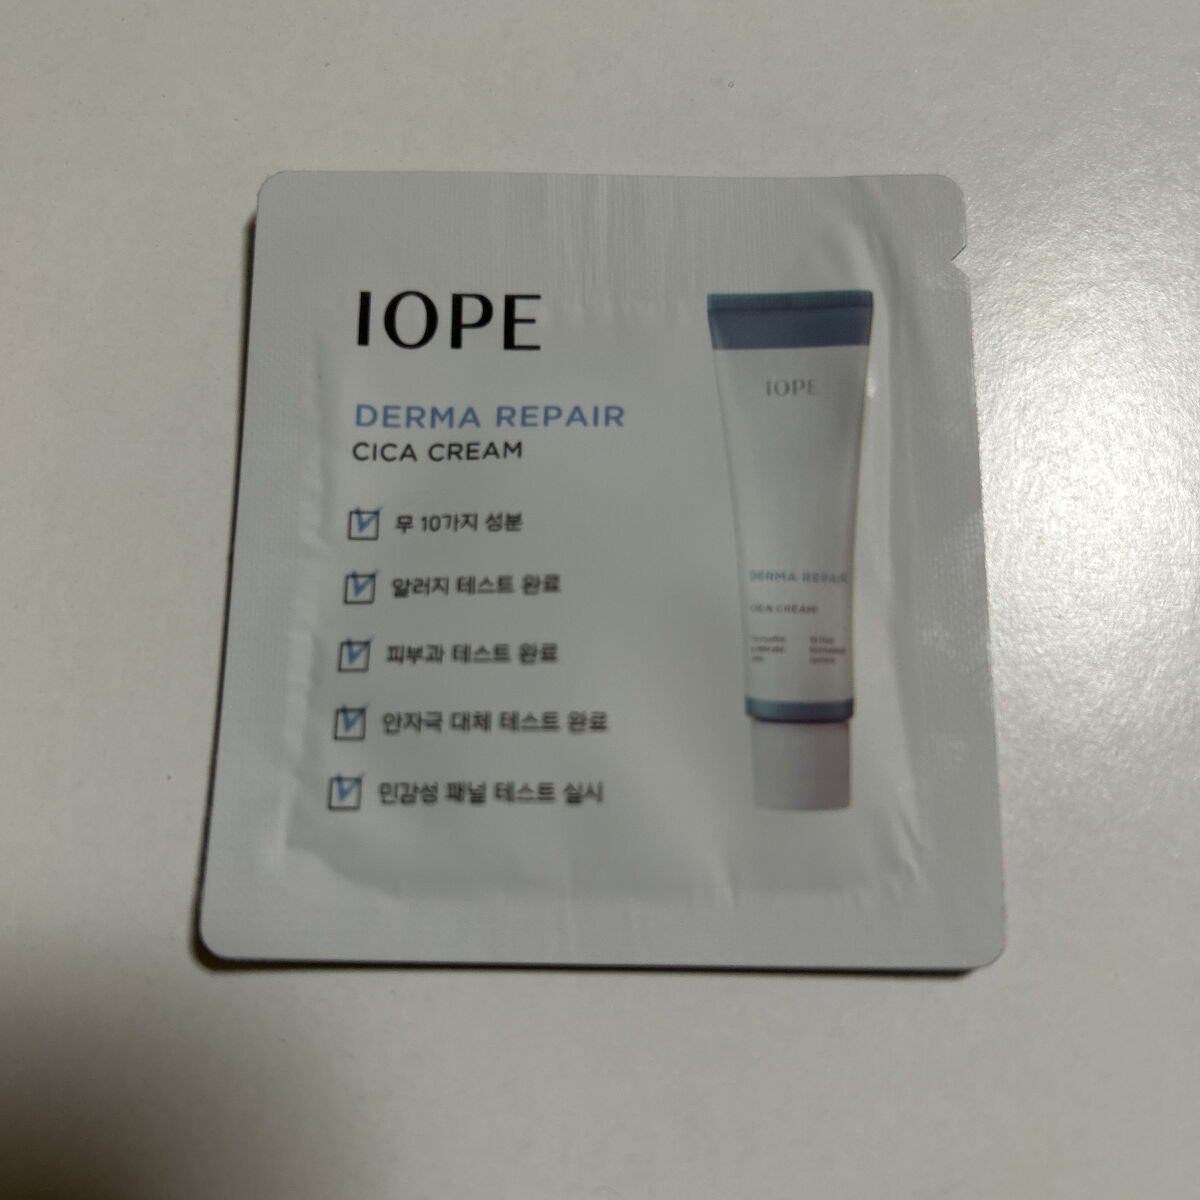 IOPE
DERMA REPAIR
CICA CREAM
무 10가지 성분
알러지 테스트 완료
피부과 테스트 완료
안자극 대체 테스트 완료
민감성 패널 테스트 실시
IOPE
DERMA REPAIR
CICA CREAM